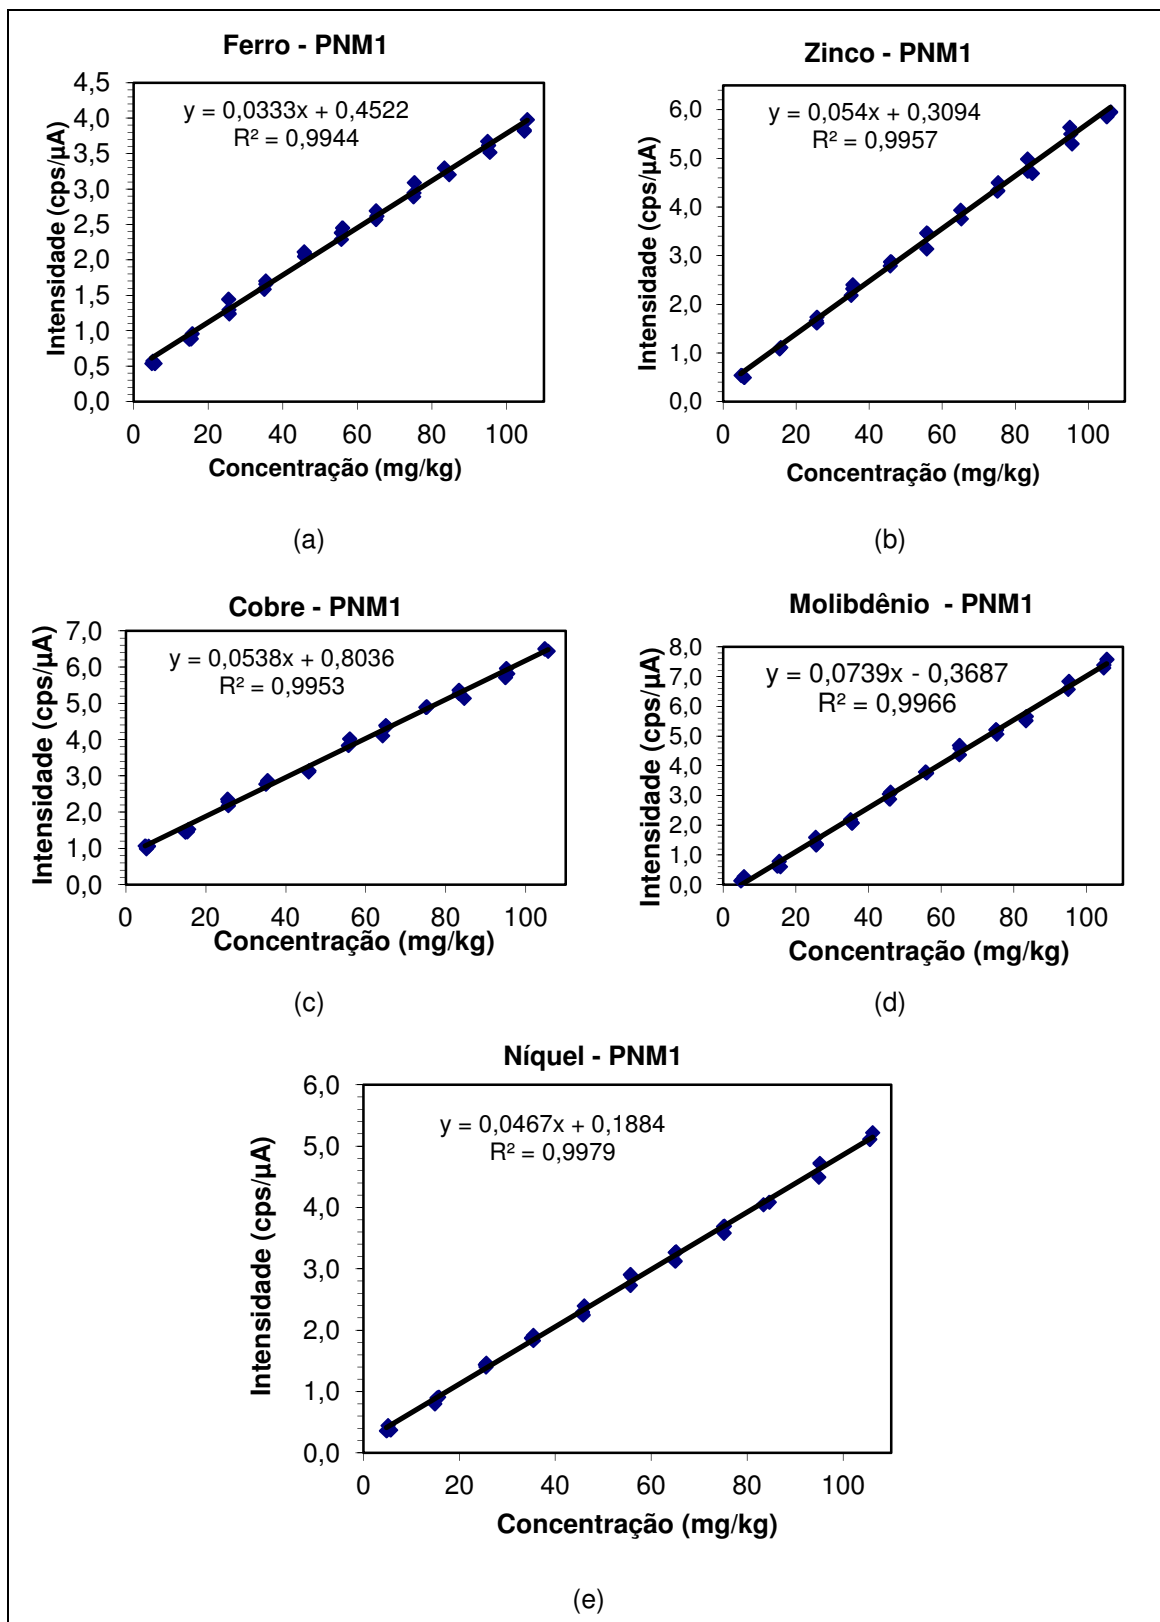 Ferro - PNM1
y = 0,0333x + 0,4522
R² = 0,9944
Intensidade (cps/µA)
4,5
4,0
3,5
3,0
2,5
2,0
1,5
1,0
0,5
0,0
0 20 40 60 80 100
Concentração (mg/kg)
(a)
Zinco - PNM1
y = 0,054x + 0,3094
R² = 0,9957
Intensidade (cps/µA)
6,0
5,0
4,0
3,0
2,0
1,0
0,0
0 20 40 60 80 100
Concentração (mg/kg)
(b)
Cobre - PNM1
y = 0,0538x + 0,8036
R² = 0,9953
Intensidade (cps/µA)
7,0
6,0
5,0
4,0
3,0
2,0
1,0
0,0
0 20 40 60 80 100
Concentração (mg/kg)
(c)
Molibdênio - PNM1
y = 0,0739x - 0,3687
R² = 0,9966
Intensidade (cps/µA)
8,0
7,0
6,0
5,0
4,0
3,0
2,0
1,0
0,0
0 20 40 60 80 100
Concentração (mg/kg)
(d)
Níquel - PNM1
y = 0,0467x + 0,1884
R² = 0,9979
Intensidade (cps/µA)
6,0
5,0
4,0
3,0
2,0
1,0
0,0
0 20 40 60 80 100
Concentração (mg/kg)
(e)